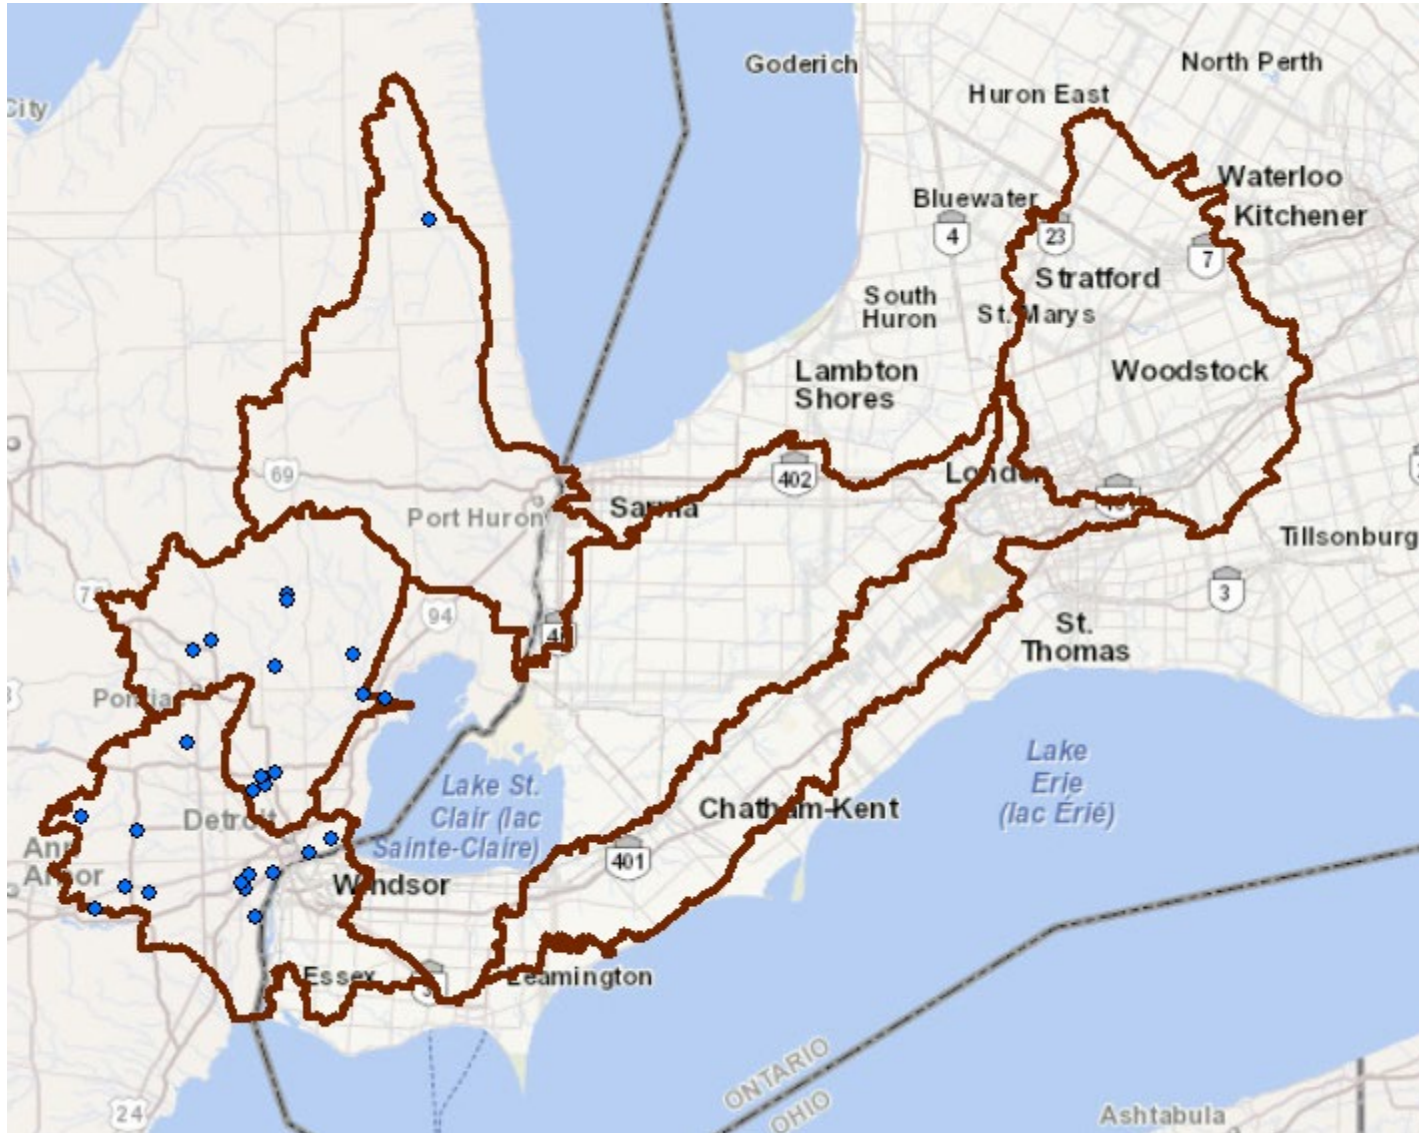 Goderich
North Perth
Huron East
City
Waterloo
Bluewater
Kitchener
4
23
7
Stratford
South
Huron
St. Marys
Lambton
Shores
Woodstock
69
402
London
Sarnia
Port Huron
Tillsonburg
3
94
St.
Thomas
Pontiac
Lake
Erie
(lac Érié)
Lake St.
Clair (lac
Sainte-Claire)
Chatham-Kent
Detroit
Ann
Arbor
401
Windsor
Essex
Leamington
ONTARIO
OHIO
24
Ashtabula